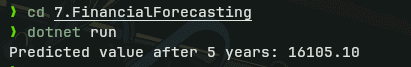 ❯ cd 7.FinancialForecasting
❯ dotnet run
Predicted value after 5 years: 16105.10